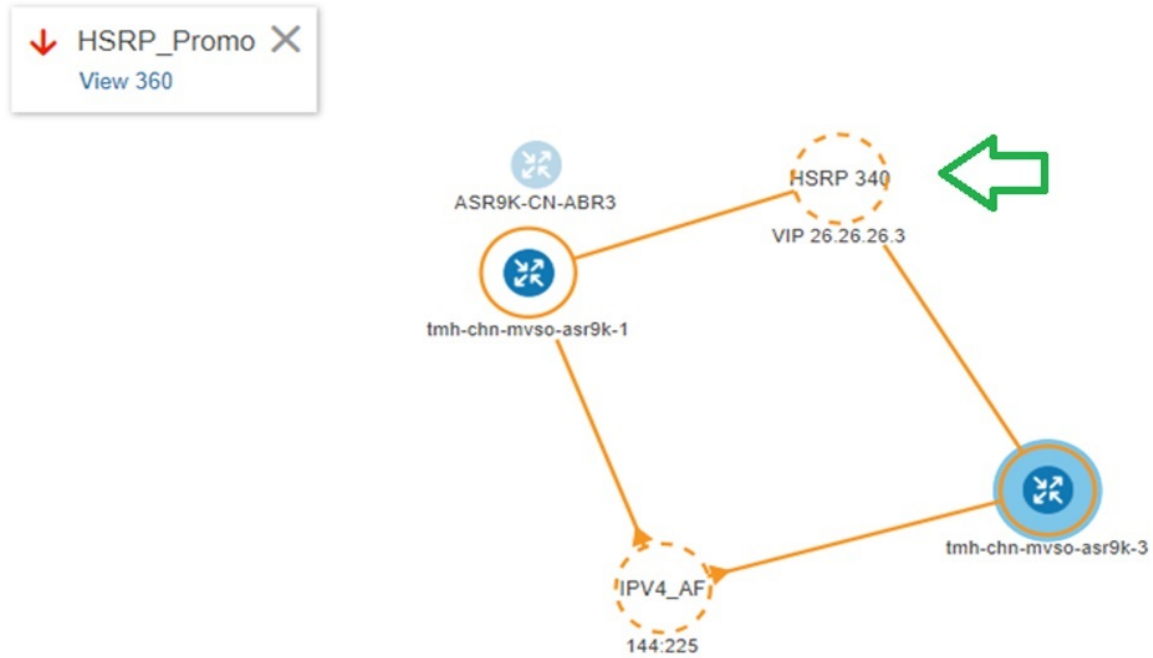 HSRP_Promo
View 360
HSRP 340
ASR9K-CN-ABR3
VIP 26.26.26.3
tmh-chn-mvso-asr9k-1
tmh-chn-mvso-asr9k-3
IPV4_AF
144:225